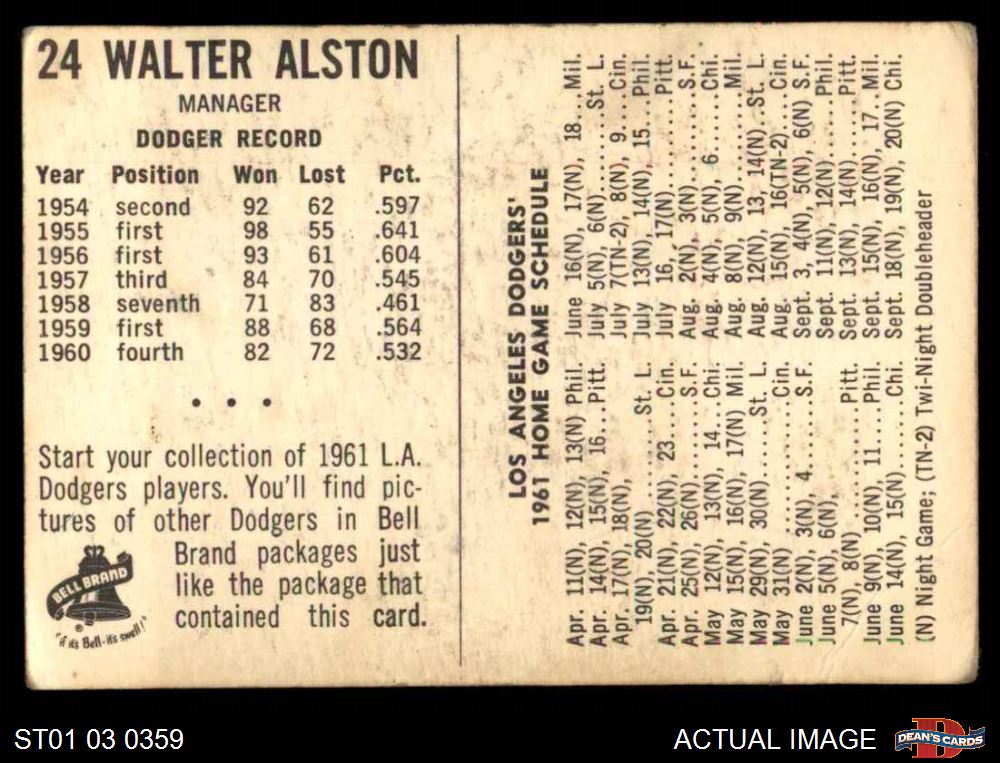 24 WALTER ALSTON
MANAGER
DODGER RECORD
Year Position Won Lost Pct.
1954 second 92 62 .597
1955 first 98 55 .641
1956 first 93 61 .604
1957 third 84 70 .545
1958 seventh 71 83 .461
1959 first 88 68 .564
1960 fourth 82 72 .532
• • •
Start your collection of 1961 L.A.
Dodgers players. You'll find pic-
tures of other Dodgers in Bell
Brand packages just
like the package that
contained this card.
BELL BRAND
"if it's Bell-it's swell!"
LOS ANGELES DODGERS'
1961 HOME GAME SCHEDULE
Apr. 11(N), 12(N), 13(N) Phil.
Apr. 14(N), 15(N), 16....Pitt.
Apr. 17(N), 18(N),
19(N), 20(N)..........St. L.
Apr. 21(N), 22(N), 23.....Cin.
Apr. 25(N), 26(N)..........S.F.
May 12(N), 13(N), 14...Chi.
May 15(N), 16(N), 17(N) Mil.
May 29(N), 30(N)........St. L.
May 31(N)................Cin.
June 2(N), 3(N), 4........S.F.
June 5(N), 6(N),
7(N), 8(N)............Pitt.
June 9(N), 10(N), 11.....Phil.
June 14(N), 15(N)........Chi.
June 16(N), 17(N), 18...Mil.
July 5(N), 6(N)..........St. L.
July 7(TN-2), 8(N), 9....Cin.
July 13(N), 14(N), 15...Phil.
July 16, 17(N)...........Pitt.
Aug. 2(N), 3(N)..........S.F.
Aug. 4(N), 5(N), 6.......Chi.
Aug. 8(N), 9(N)..........Mil.
Aug. 12(N), 13, 14(N)..St. L.
Aug. 15(N), 16(TN-2)....Cin.
Sept. 3, 4(N), 5(N), 6(N) S.F.
Sept. 11(N), 12(N)......Phil.
Sept. 13(N), 14(N)......Pitt.
Sept. 15(N), 16(N), 17..Mil.
Sept. 18(N), 19(N), 20(N) Chi.
(N) Night Game; (TN-2) Twi-Night Doubleheader
ST01 03 0359
ACTUAL IMAGE
D
DEAN'S CARDS